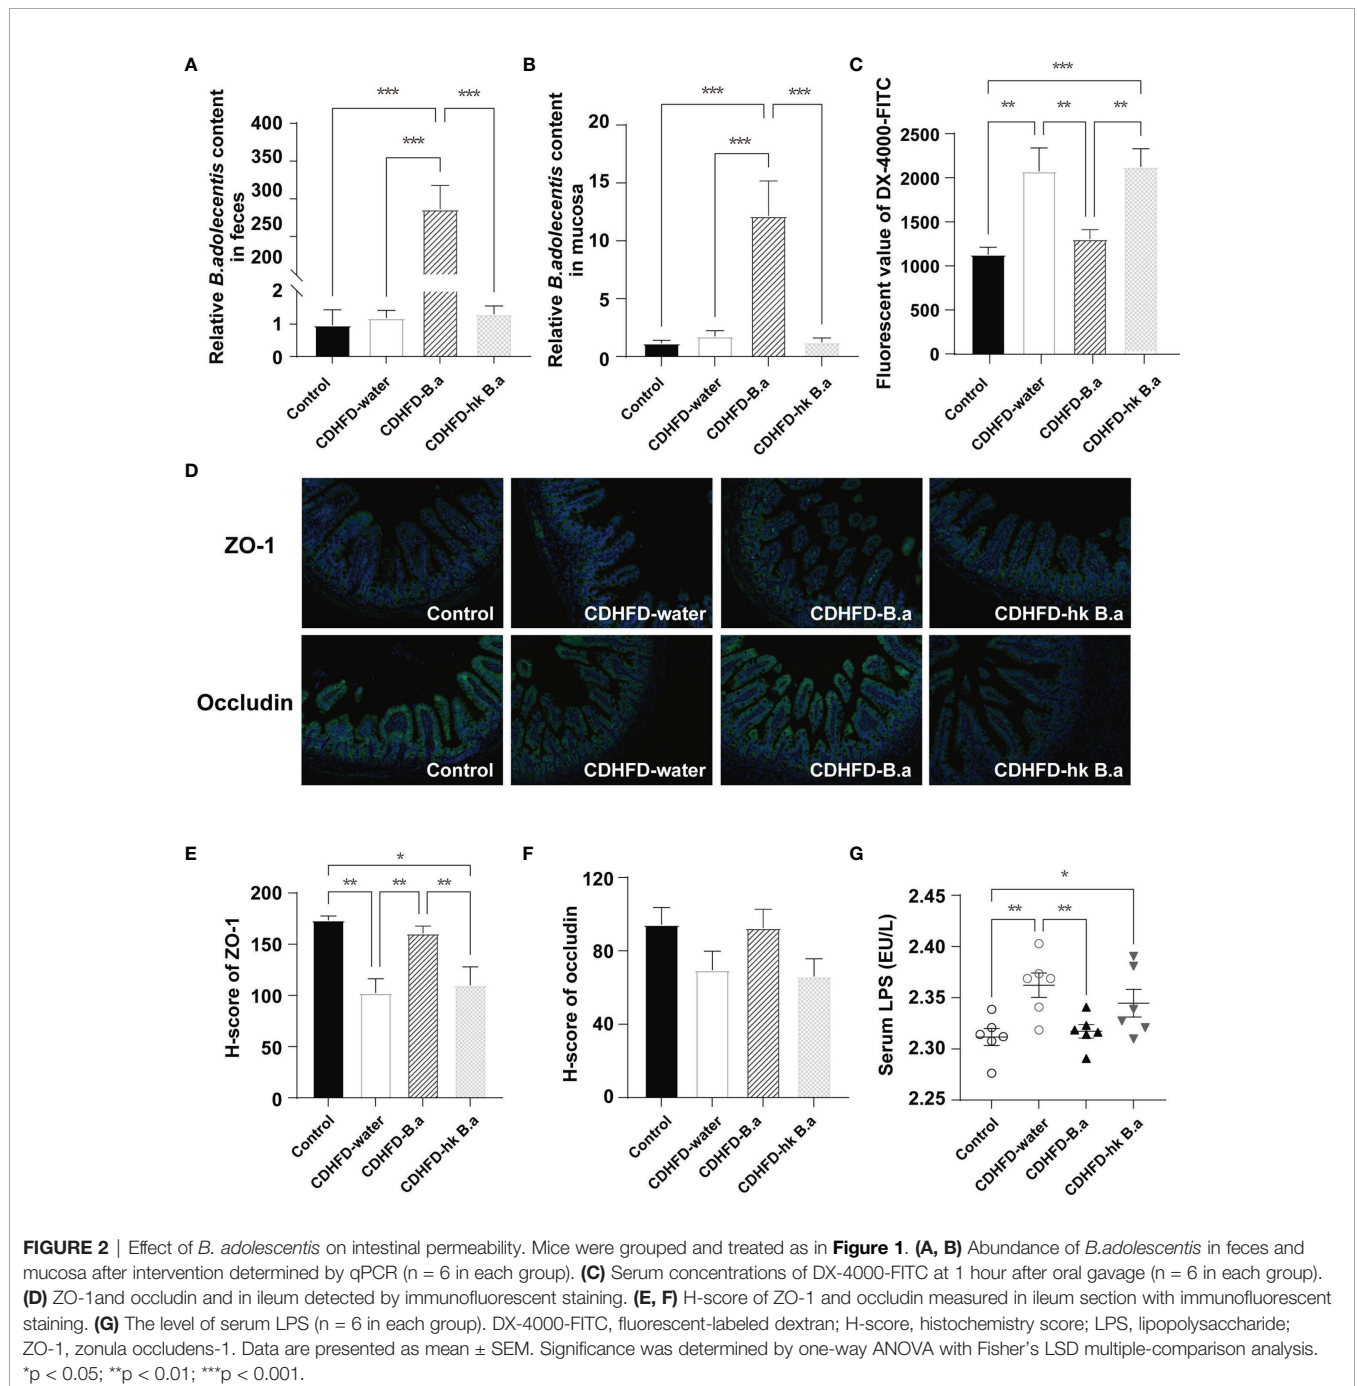 A
Relative B.adolecentis content
in feces
400
350
300
250
200
2
1
0
***
***
***
Control
CDHFD-water
CDHFD-B.a
CDHFD-hk B.a
B
Relative B.adolecentis content
in mucosa
20
15
10
5
0
***
***
***
Control
CDHFD-water
CDHFD-B.a
CDHFD-hk B.a
C
Fluorescent value of DX-4000-FITC
2500
2000
1500
1000
500
0
***
**
**
**
Control
CDHFD-water
CDHFD-B.a
CDHFD-hk B.a
D
ZO-1
Control
CDHFD-water
CDHFD-B.a
CDHFD-hk B.a
Occludin
Control
CDHFD-water
CDHFD-B.a
CDHFD-hk B.a
E
H-score of ZO-1
200
150
100
50
0
*
**
**
**
Control
CDHFD-water
CDHFD-B.a
CDHFD-hk B.a
F
H-score of occludin
120
80
40
0
Control
CDHFD-water
CDHFD-B.a
CDHFD-hk B.a
G
Serum LPS (EU/L)
2.45
2.40
2.35
2.30
2.25
*
**
**
Control
CDHFD-water
CDHFD-B.a
CDHFD-hk B.a
FIGURE 2 | Effect of B. adolescentis on intestinal permeability. Mice were grouped and treated as in Figure 1. (A, B) Abundance of B.adolescentis in feces and
mucosa after intervention determined by qPCR (n = 6 in each group). (C) Serum concentrations of DX-4000-FITC at 1 hour after oral gavage (n = 6 in each group).
(D) ZO-1and occludin and in ileum detected by immunofluorescent staining. (E, F) H-score of ZO-1 and occludin measured in ileum section with immunofluorescent
staining. (G) The level of serum LPS (n = 6 in each group). DX-4000-FITC, fluorescent-labeled dextran; H-score, histochemistry score; LPS, lipopolysaccharide;
ZO-1, zonula occludens-1. Data are presented as mean ± SEM. Significance was determined by one-way ANOVA with Fisher's LSD multiple-comparison analysis.
*p < 0.05; **p < 0.01; ***p < 0.001.